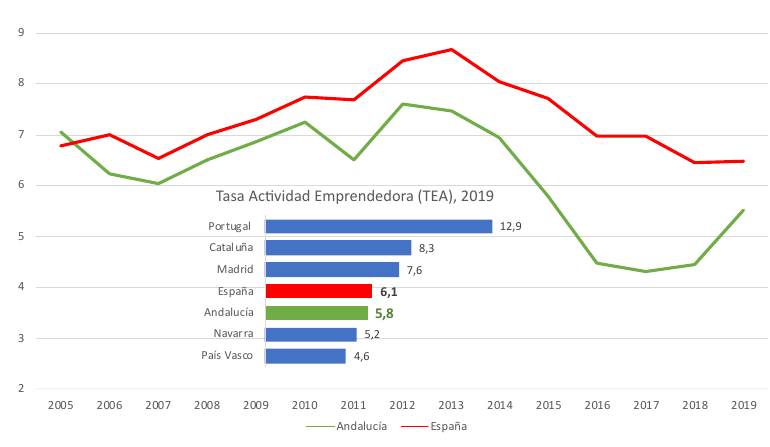 9
8
7
6
5
4
3
2
Tasa Actividad Emprendedora (TEA), 2019
Portugal 12,9
Cataluña 8,3
Madrid 7,6
España 6,1
Andalucía 5,8
Navarra 5,2
País Vasco 4,6
2005 2006 2007 2008 2009 2010 2011 2012 2013 2014 2015 2016 2017 2018 2019
Andalucía España